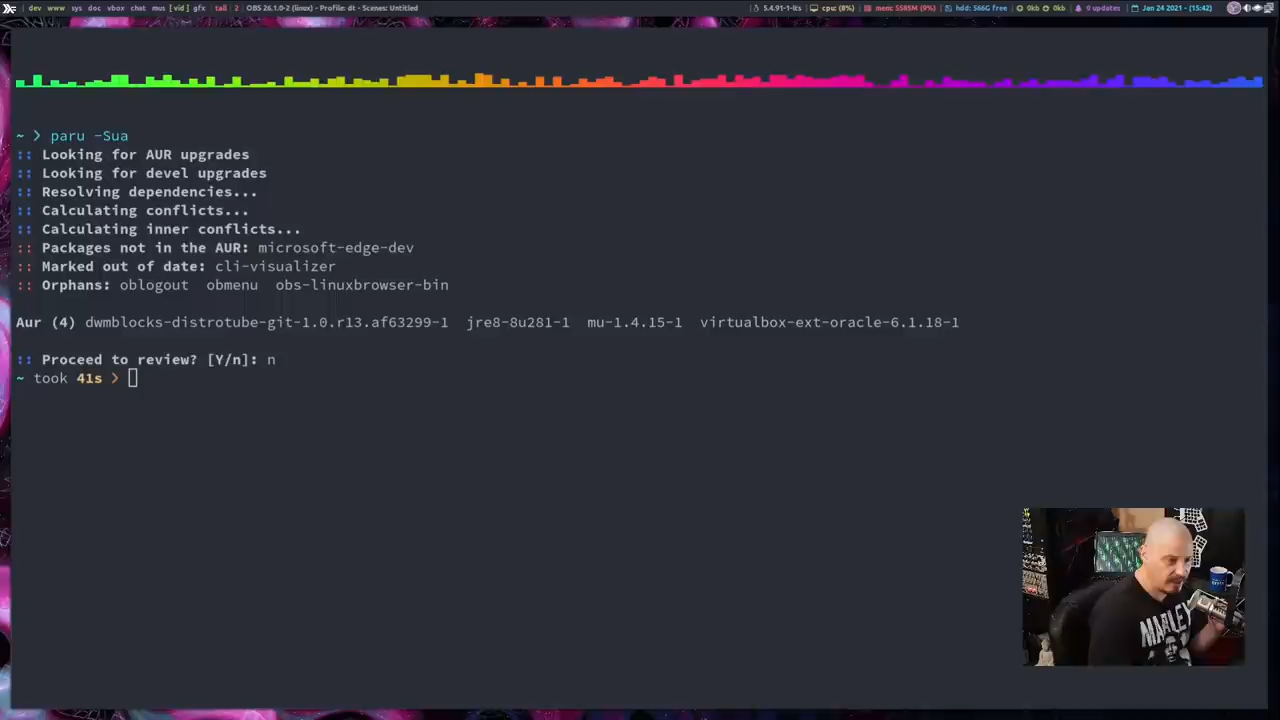 dev www sys doc vbox chat mus [vid] gfx tall 2 OBS 26.1.0-2 (linux) - Profile: dt - Scenes: Untitled 5.4.91-1-lts cpu: (8%) mem: 5585M (9%) hdd: 566G free 0kb 0kb 0 updates Jan 24 2021 - (15:42)
~ > paru -Sua
:: Looking for AUR upgrades
:: Looking for devel upgrades
:: Resolving dependencies...
:: Calculating conflicts...
:: Calculating inner conflicts...
:: Packages not in the AUR: microsoft-edge-dev
:: Marked out of date: cli-visualizer
:: Orphans: oblogout obmenu obs-linuxbrowser-bin
Aur (4) dwmblocks-distrotube-git-1.0.r13.af63299-1 jre8-8u281-1 mu-1.4.15-1 virtualbox-ext-oracle-6.1.18-1
:: Proceed to review? [Y/n]: n
~ took 41s >
MARLEY